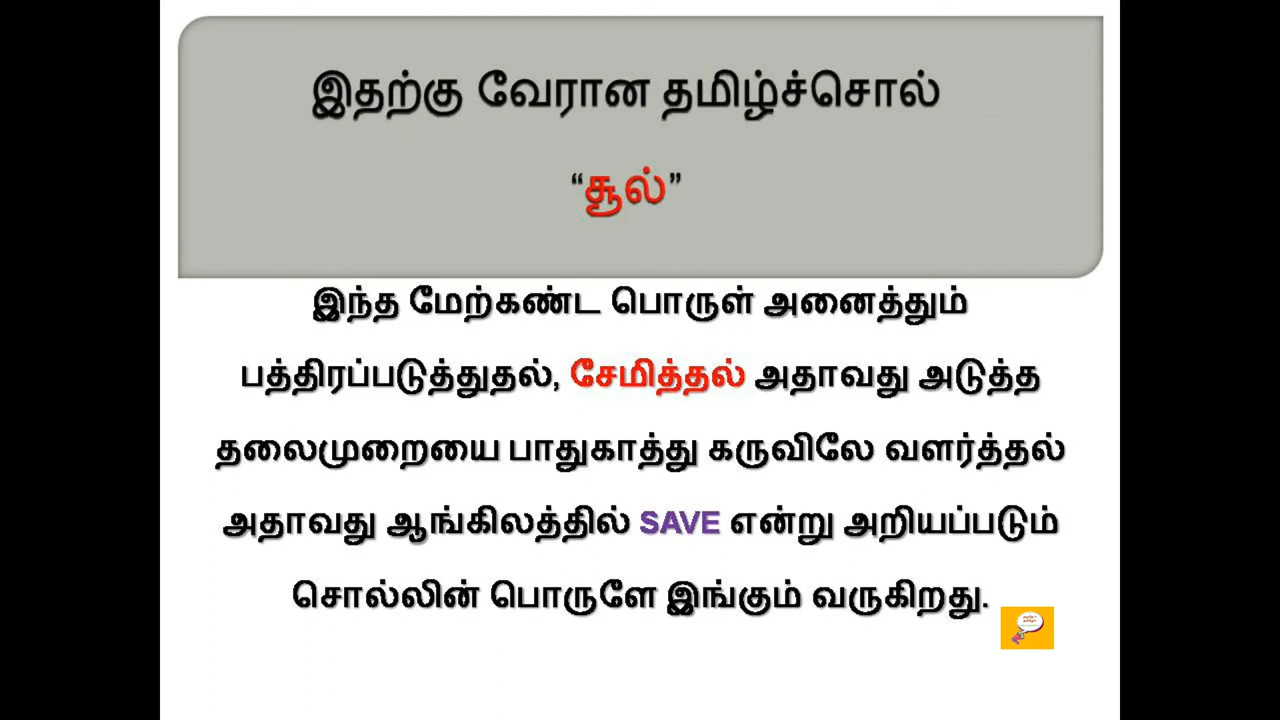 இதற்கு வேரான தமிழ்ச்சொல்
“சூல்”
இந்த மேற்கண்ட பொருள் அனைத்தும்
பத்திரப்படுத்துதல், சேமித்தல் அதாவது அடுத்த
தலைமுறையை பாதுகாத்து கருவிலே வளர்த்தல்
அதாவது ஆங்கிலத்தில் SAVE என்று அறியப்படும்
சொல்லின் பொருளே இங்கும் வருகிறது.